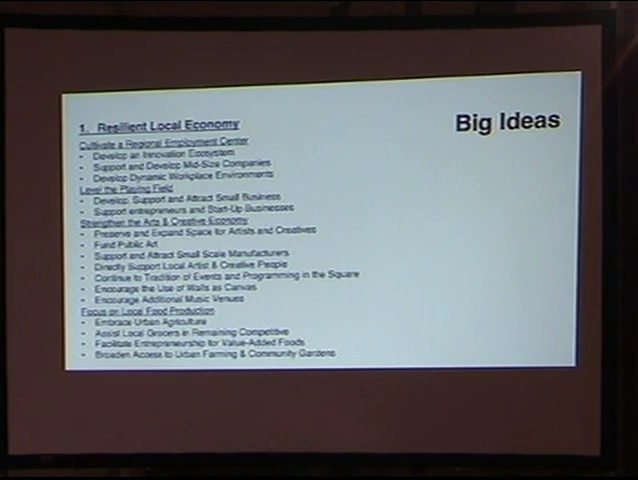 Big Ideas
1. Resilient Local Economy
Cultivate a Regional Employment Center
- Develop an Innovation Ecosystem
- Support and Develop Mid-Size Companies
- Develop Dynamic Workplace Environments
Level the Playing Field
- Develop, Support and Attract Small Business
- Support entrepreneurs and Start-Up Businesses
Strengthen the Arts & Creative Economy
- Preserve and Expand Space for Artists and Creatives
- Fund Public Art
- Support and Attract Small Scale Manufacturers
- Directly Support Local Artist & Creative People
- Continue to Tradition of Events and Programming in the Square
- Encourage the Use of Walls as Canvas
- Encourage Additional Music Venues
Focus on Local Food Production
- Embrace Urban Agriculture
- Assist Local Grocers in Remaining Competitive
- Facilitate Entrepreneurship for Value-Added Foods
- Broaden Access to Urban Farming & Community Gardens